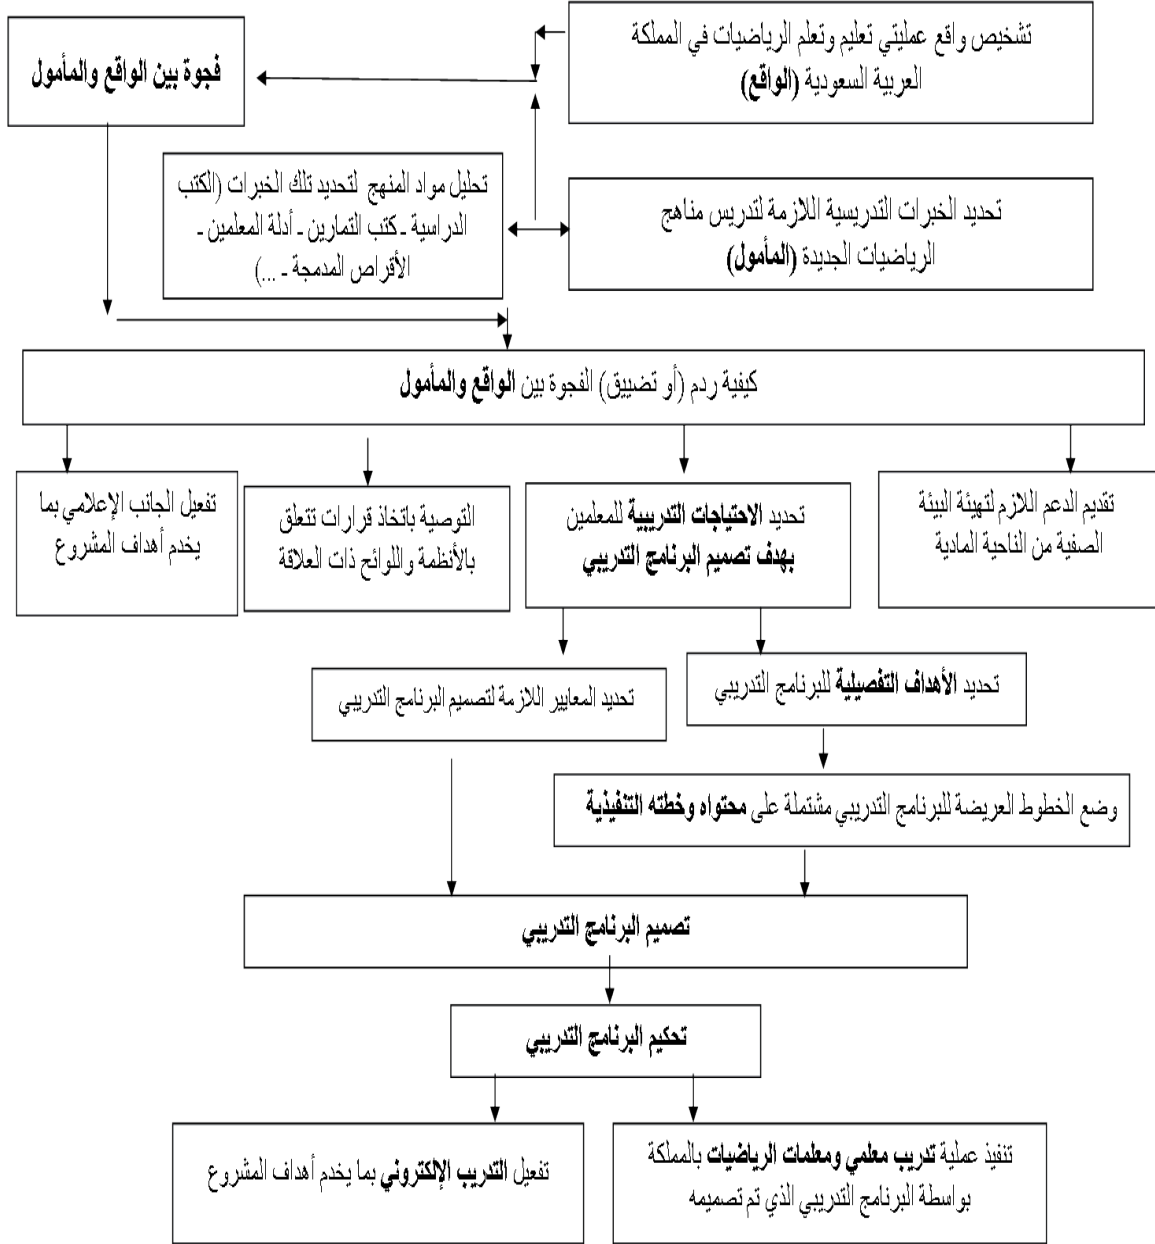 تشخيص واقع عمليتي تعليم وتعلم الرياضيات في المملكة
العربية السعودية (الواقع)
فجوة بين الواقع والمأمول
تحديد الخبرات التدريسية اللازمة لتدريس مناهج
الرياضيات الجديدة (المأمول)
تحليل مواد المنهج لتحديد تلك الخبرات (الكتب
الدراسية ـ كتب التمارين ـ أدلة المعلمين ـ
الأقراص المدمجة ـ ...)
كيفية ردم (أو تضييق) الفجوة بين الواقع والمأمول
تقديم الدعم اللازم لتهيئة البيئة
الصفية من الناحية المادية
تحديد الاحتياجات التدريبية للمعلمين
بهدف تصميم البرنامج التدريبي
التوصية باتخاذ قرارات تتعلق
بالأنظمة واللوائح ذات العلاقة
تفعيل الجانب الإعلامي بما
يخدم أهداف المشروع
تحديد الأهداف التفصيلية للبرنامج التدريبي
تحديد المعايير اللازمة لتصميم البرنامج التدريبي
وضع الخطوط العريضة للبرنامج التدريبي مشتملة على محتواه وخطته التنفيذية
تصميم البرنامج التدريبي
تحكيم البرنامج التدريبي
تنفيذ عملية تدريب معلمي ومعلمات الرياضيات بالمملكة
بواسطة البرنامج التدريبي الذي تم تصميمه
تفعيل التدريب الإلكتروني بما يخدم أهداف المشروع